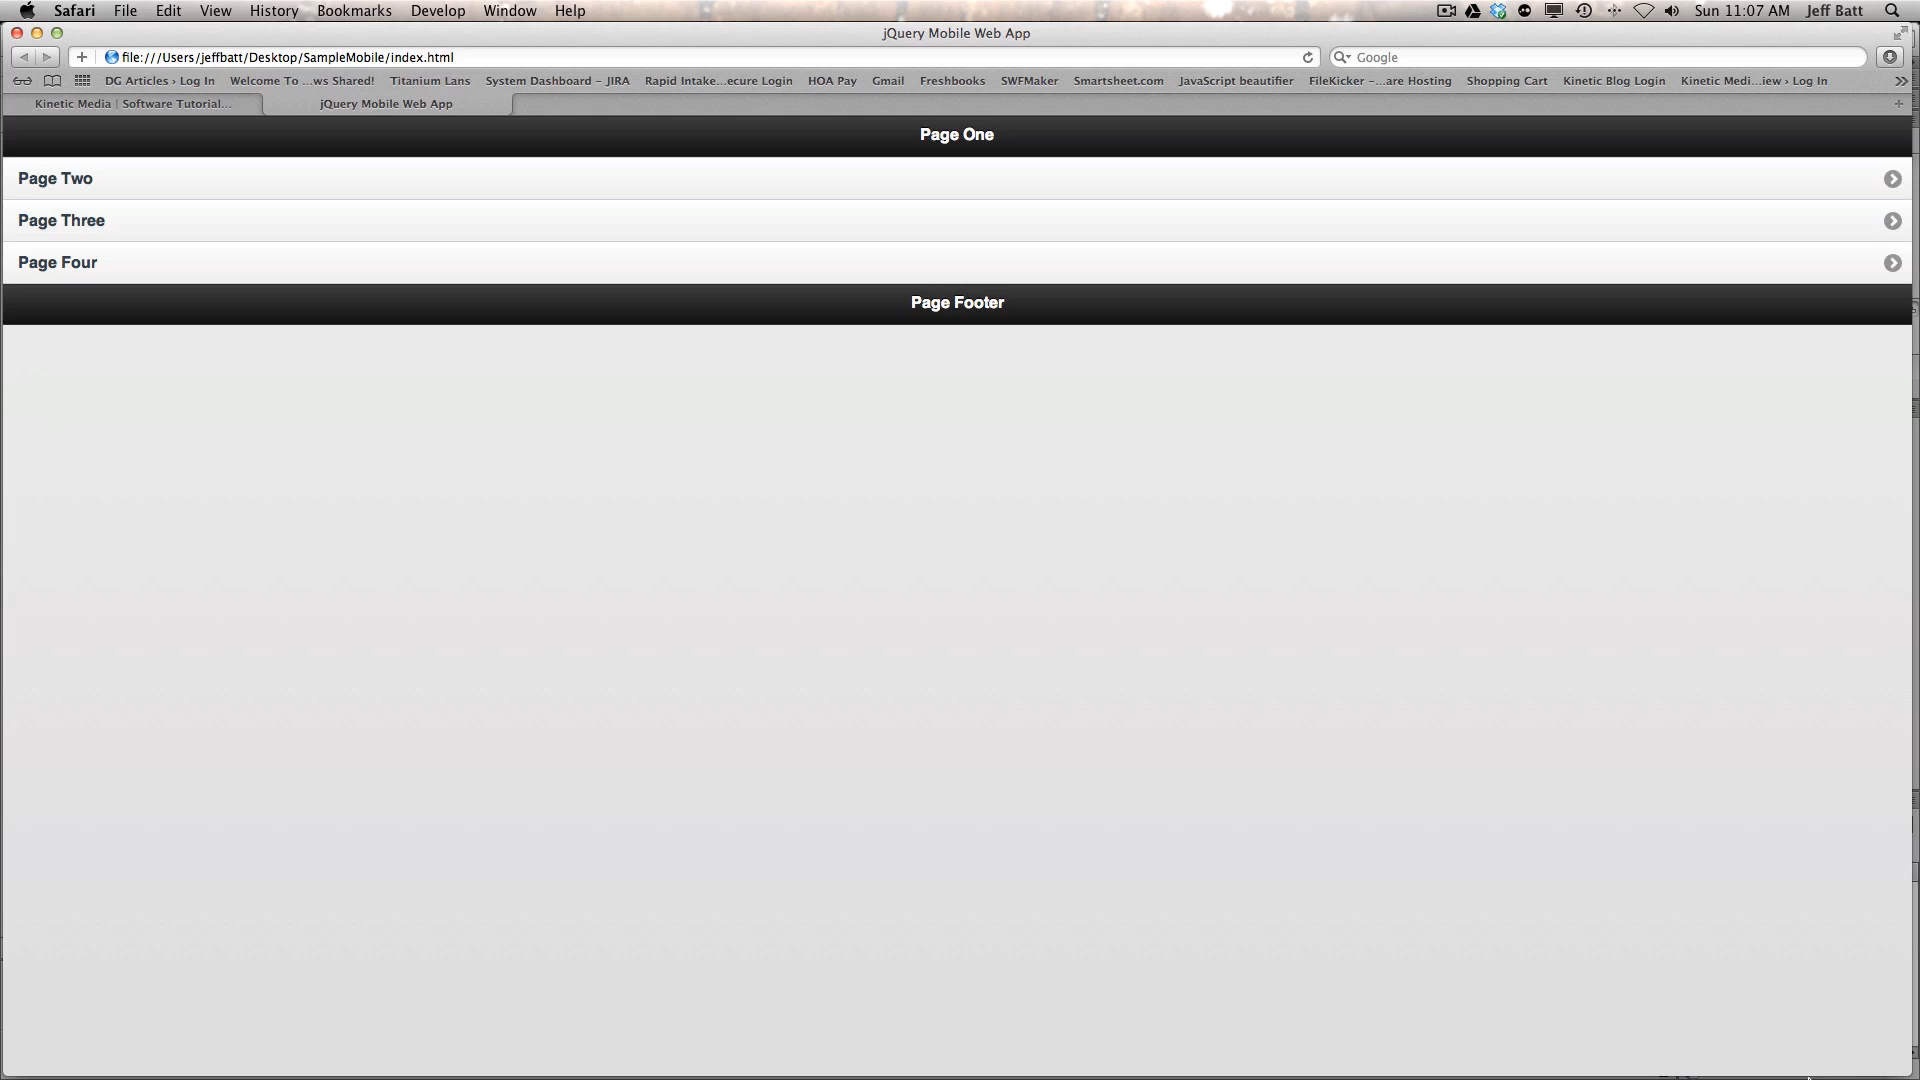 Safari File Edit View History Bookmarks Develop Window Help Sun 11:07 AM Jeff Batt
jQuery Mobile Web App
file:///Users/jeffbatt/Desktop/SampleMobile/index.html Google
DG Articles › Log In Welcome To ...ws Shared! Titanium Lans System Dashboard – JIRA Rapid Intake...ecure Login HOA Pay Gmail Freshbooks SWFMaker Smartsheet.com JavaScript beautifier FileKicker –...are Hosting Shopping Cart Kinetic Blog Login Kinetic Medi...iew › Log In
Kinetic Media | Software Tutorial... jQuery Mobile Web App
Page One
Page Two
Page Three
Page Four
Page Footer